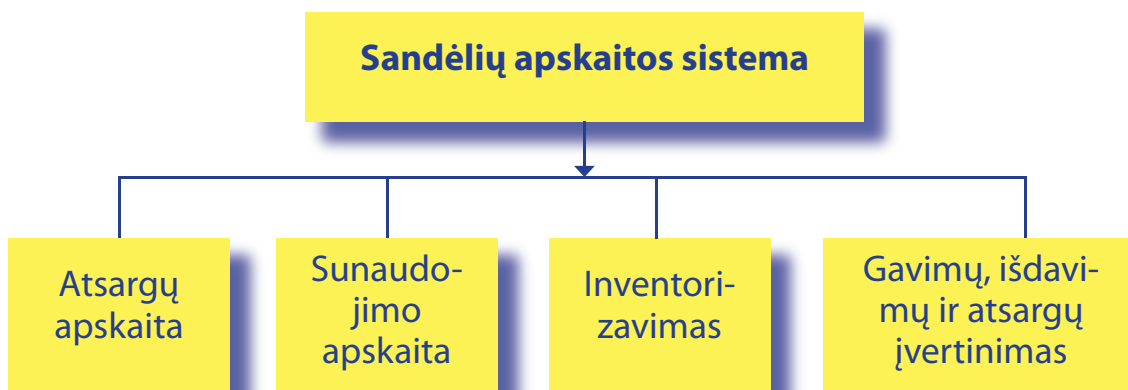 Sandėlių apskaitos sistema
Atsargų
apskaita
Sunaudo-
jimo
apskaita
Inventori-
zavimas
Gavimų, išdavi-
mų ir atsargų
įvertinimas